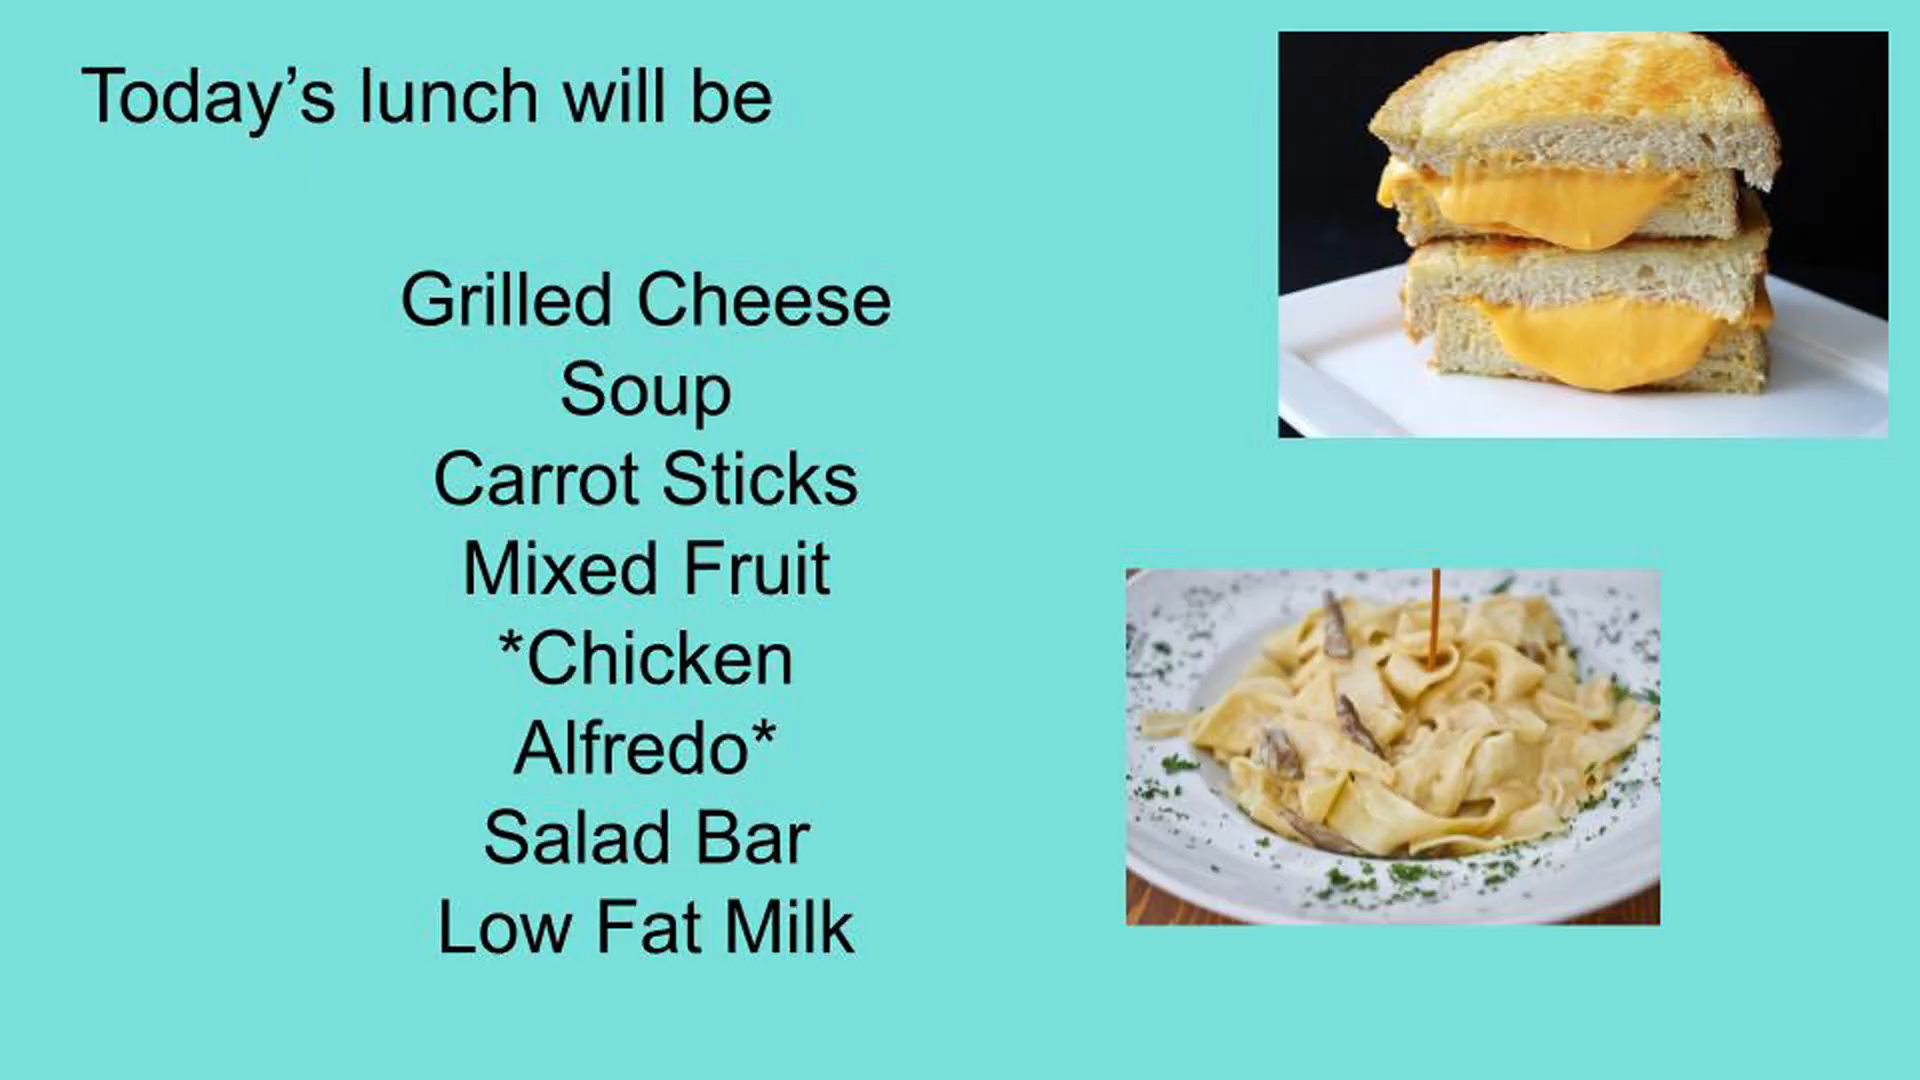 Today’s lunch will be
Grilled Cheese
Soup
Carrot Sticks
Mixed Fruit
*Chicken
Alfredo*
Salad Bar
Low Fat Milk